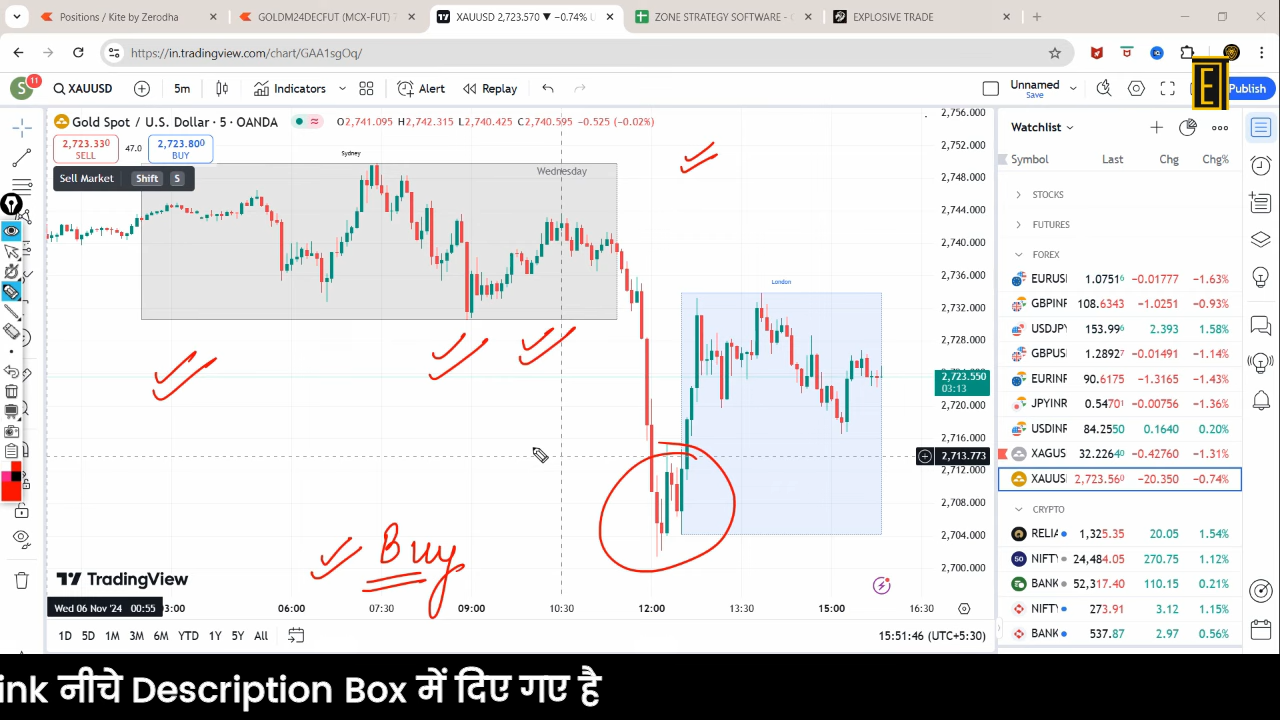 Positions / Kite by Zerodha
GOLDM24DECFUT (MCX-FUT)
XAUUSD 2,723.570 ▼ −0.74%
ZONE STRATEGY SOFTWARE -
EXPLOSIVE TRADE
https://in.tradingview.com/chart/GAA1sgOq/
S 11
XAUUSD
5m
Indicators
Alert
Replay
Unnamed
Save
E
Publish
Gold Spot / U.S. Dollar · 5 · OANDA
O2,741.095 H2,742.315 L2,740.025 C2,740.595 −0.525 (−0.02%)
2,723.330
SELL
47.0
2,723.800
BUY
Sell Market Shift S
Sydney
Wednesday
London
Buy
2,756.000
2,752.000
2,748.000
2,744.000
2,740.000
2,736.000
2,732.000
2,728.000
2,723.550
03:13
2,720.000
2,716.000
2,713.773
2,712.000
2,708.000
2,704.000
2,700.000
TradingView
Wed 06 Nov '24 00:55
03:00
06:00
07:30
09:00
10:30
12:00
13:30
15:00
16:30
1D 5D 1M 3M 6M YTD 1Y 5Y All
15:51:46 (UTC+5:30)
Watchlist
Symbol Last Chg Chg%
STOCKS
FUTURES
FOREX
EURUS 1.07516 −0.01777 −1.63%
GBPINR 108.6343 −1.0251 −0.93%
USDJPY 153.996 2.393 1.58%
GBPUS 1.28927 −0.01491 −1.14%
EURINR 90.6175 −1.3165 −1.43%
JPYINR 0.54701 −0.00756 −1.36%
USDINR 84.2550 0.1640 0.20%
XAGUS 32.22640 −0.42760 −1.31%
XAUUS 2,723.560 −20.350 −0.74%
CRYPTO
RELIA 1,325.35 20.05 1.54%
NIFTY 24,484.05 270.75 1.12%
BANK 52,317.40 110.15 0.21%
NIFTY 273.91 3.12 1.15%
BANK 537.87 2.97 0.56%
ink नीचे Description Box में दिए गए है